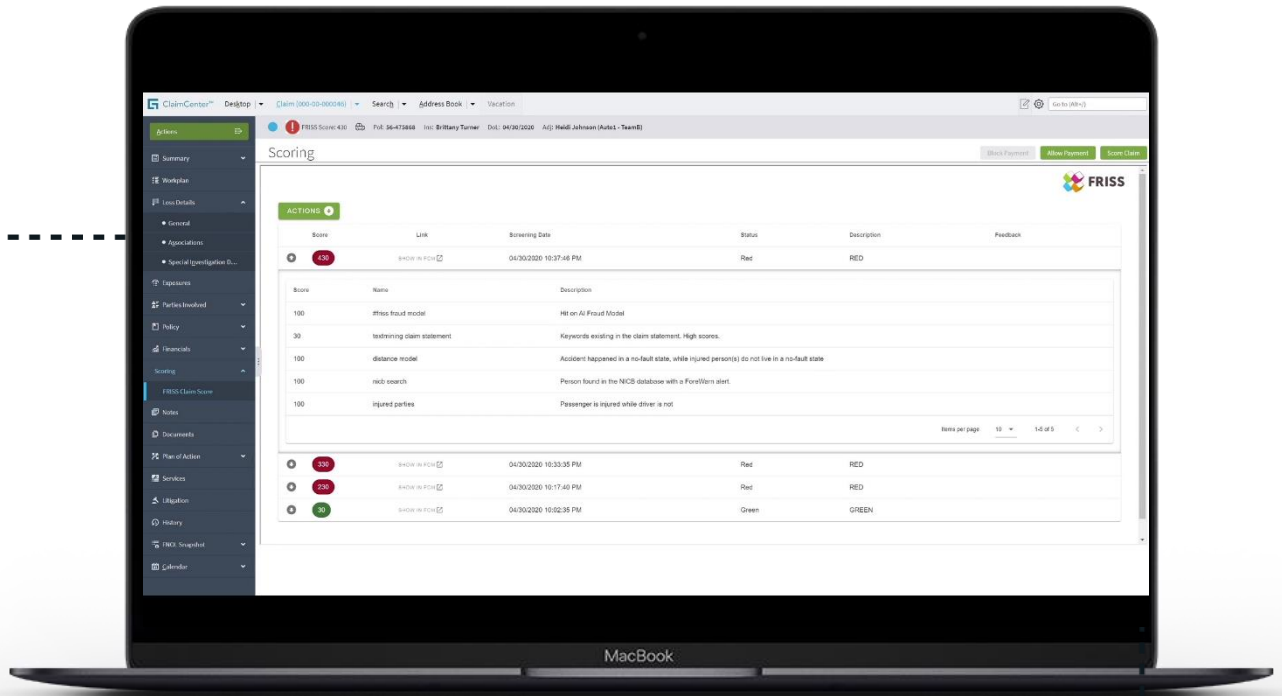 ClaimCenter™ Desktop Claim (000-00-000046) Search Address Book Vacation Go to (Alt+/)
Actions
FRISS Score: 430 Pol: 56-473868 Ins: Brittany Turner DoL: 04/30/2020 Adj: Heidi Johnson (Auto1 - TeamB)
Summary
Workplan
Loss Details
General
Associations
Special Investigation D...
Exposures
Parties Involved
Policy
Financials
Scoring
FRISS Claim Score
Notes
Documents
Plan of Action
Services
Litigation
History
FNOL Snapshot
Calendar
Scoring
Block Payment Allow Payment Score Claim
FRISS
ACTIONS
Score Link Screening Date Status Description Feedback
430 SHOW IN FCM 04/30/2020 10:37:46 PM Red RED
Score Name Description
100 #friss fraud model Hit on AI Fraud Model
30 textmining claim statement Keywords existing in the claim statement. High scores.
100 distance model Accident happened in a no-fault state, while injured person(s) do not live in a no-fault state
100 nicb search Person found in the NICB database with a ForeWarn alert.
100 injured parties Passenger is injured while driver is not
Items per page 10 1-5 of 5
330 SHOW IN FCM 04/30/2020 10:33:35 PM Red RED
230 SHOW IN FCM 04/30/2020 10:17:40 PM Red RED
30 SHOW IN FCM 04/30/2020 10:02:35 PM Green GREEN
MacBook